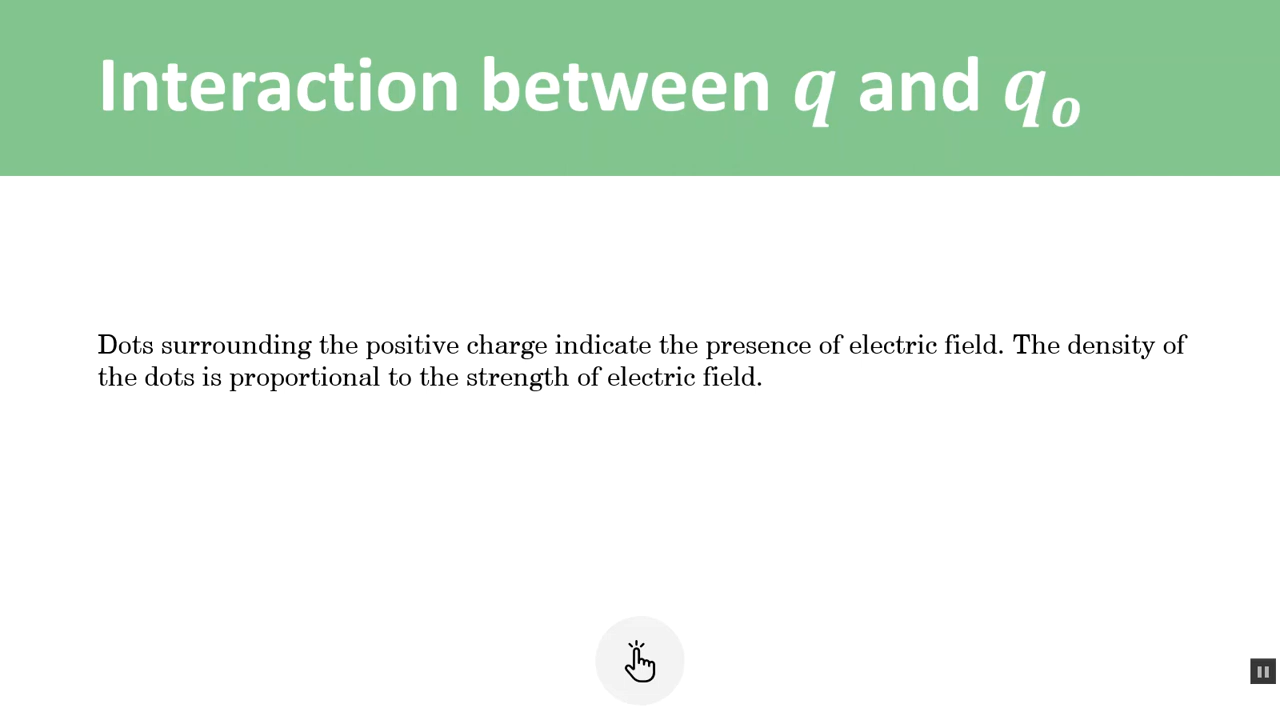 Interaction between q and qₒ
Dots surrounding the positive charge indicate the presence of electric field. The density of
the dots is proportional to the strength of electric field.